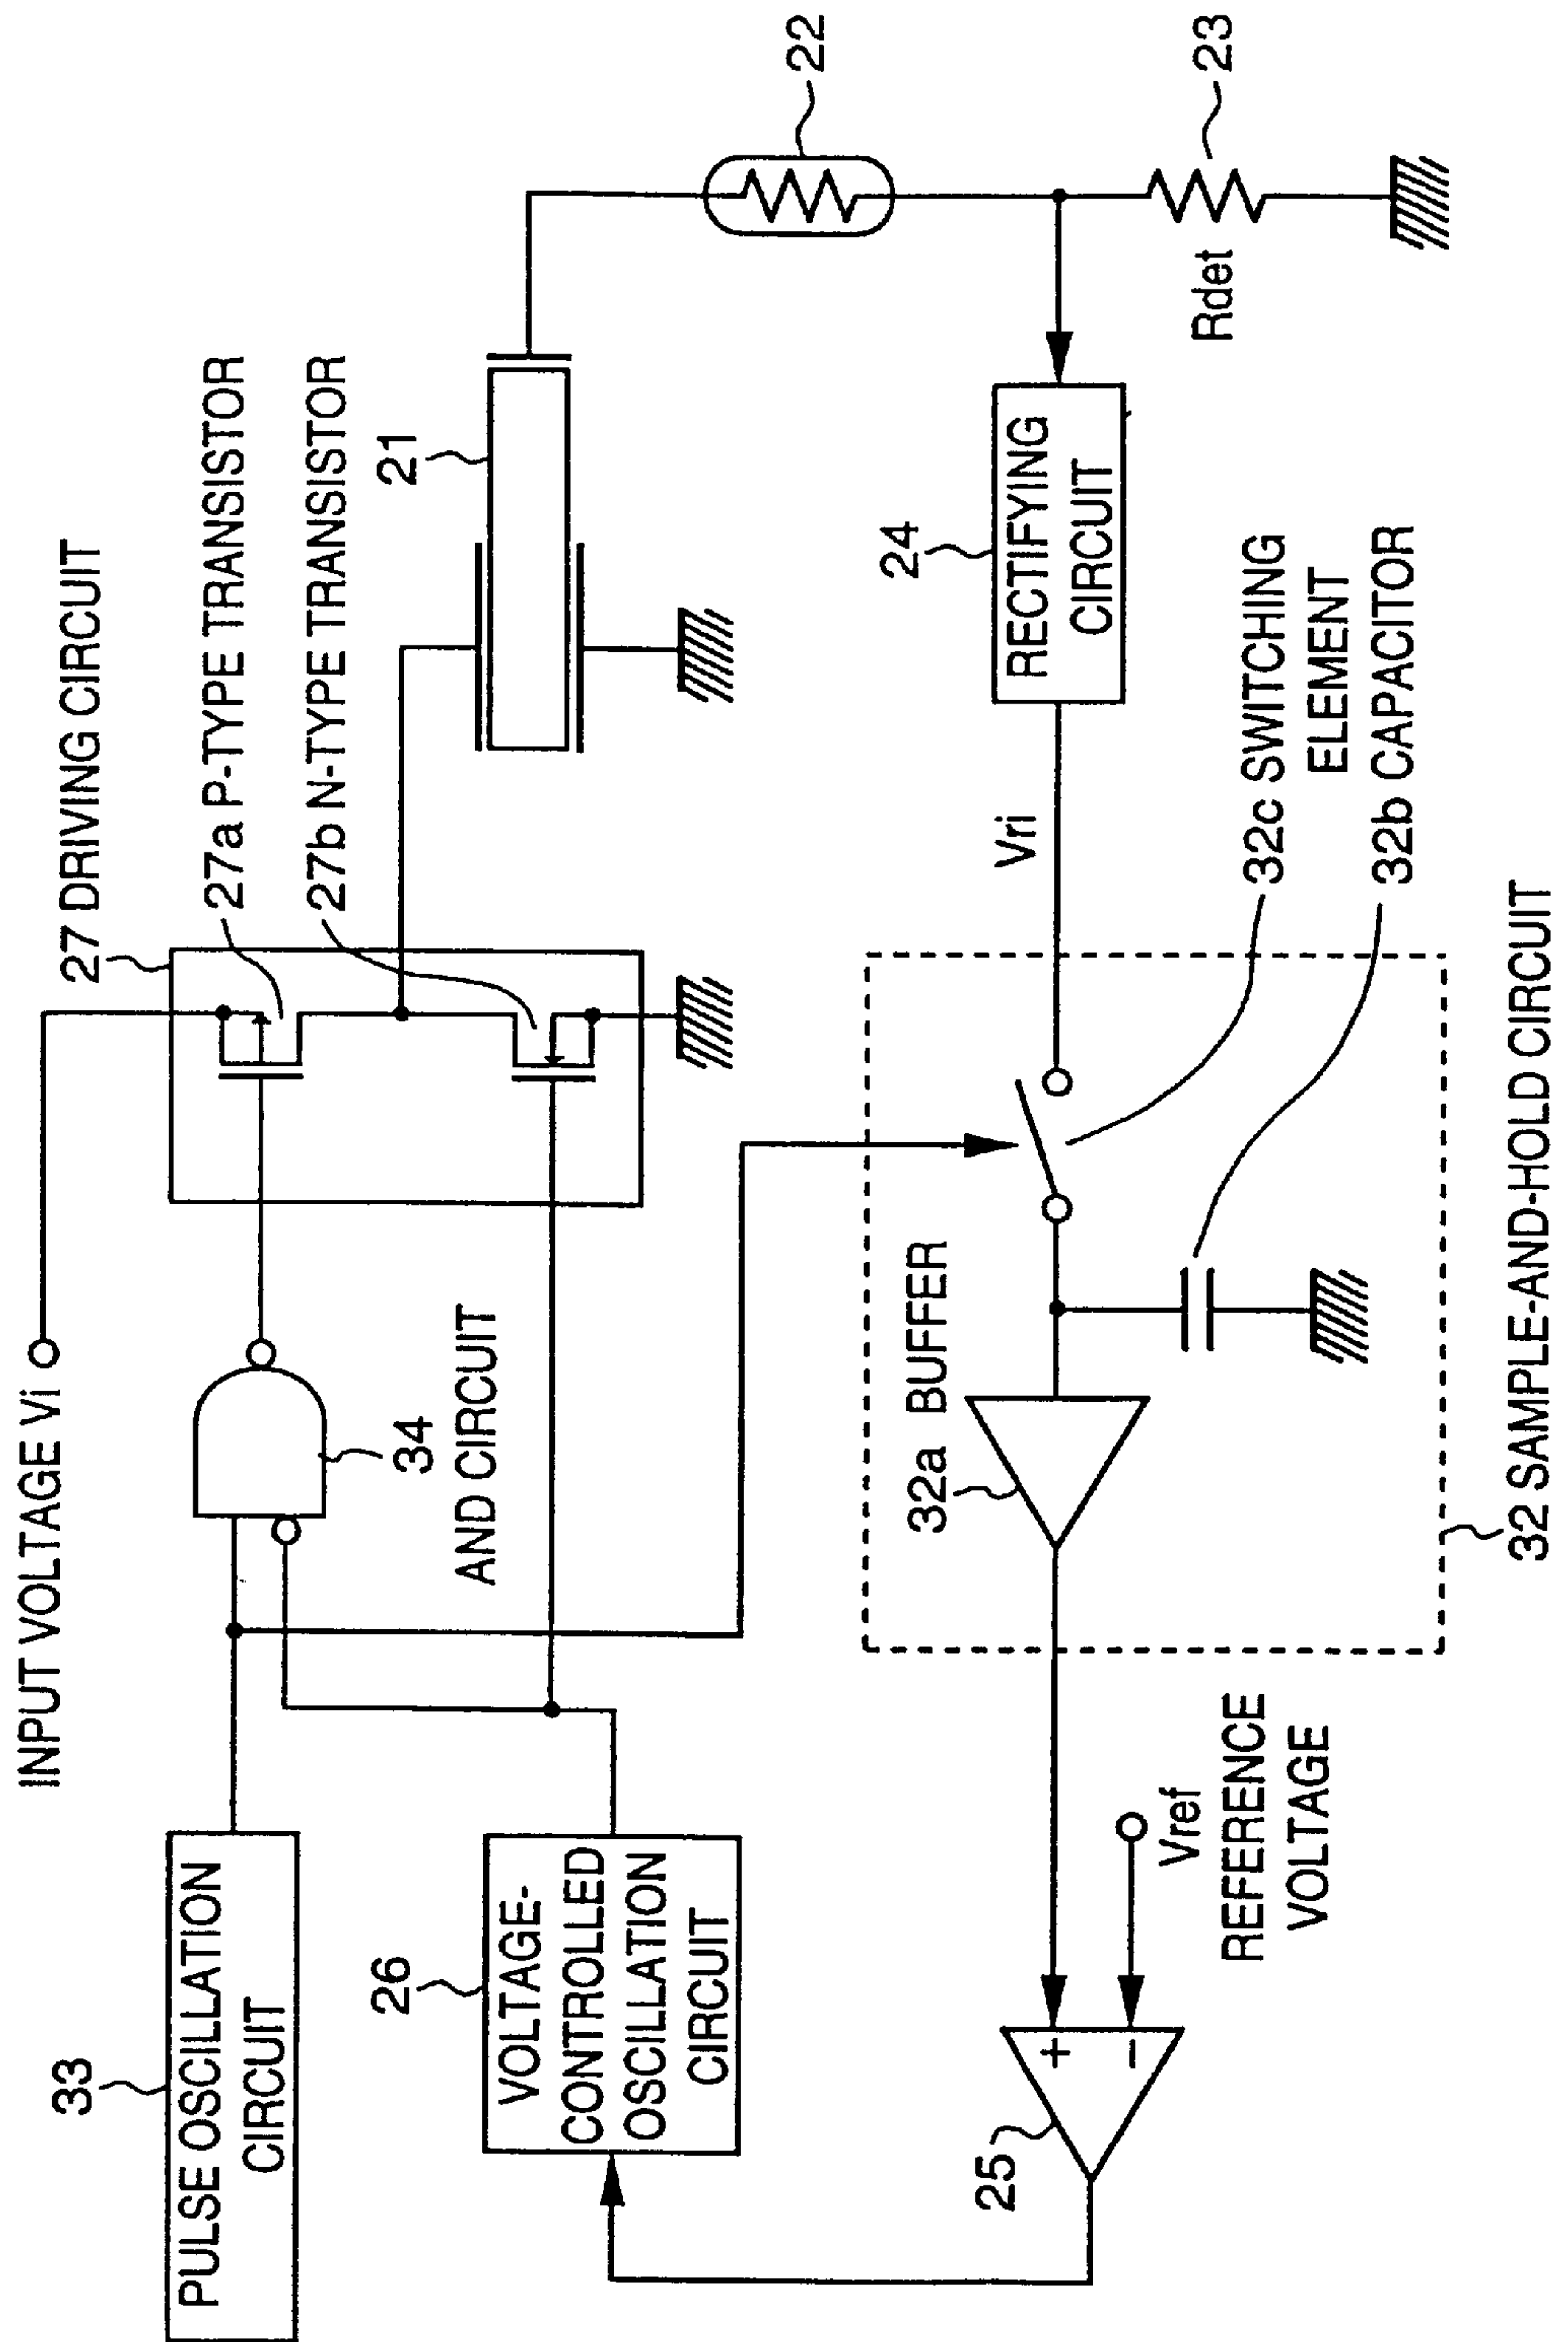 INPUT VOLTAGE Vi
33
PULSE OSCILLATION
CIRCUIT
26
VOLTAGE-
CONTROLLED
OSCILLATION
CIRCUIT
34
AND CIRCUIT
27 DRIVING CIRCUIT
27a P-TYPE TRANSISTOR
27b N-TYPE TRANSISTOR
21
22
23
Rdet
24
RECTIFYING
CIRCUIT
Vri
32c SWITCHING
ELEMENT
32b CAPACITOR
32a BUFFER
32 SAMPLE-AND-HOLD CIRCUIT
25
+
−
Vref
REFERENCE
VOLTAGE